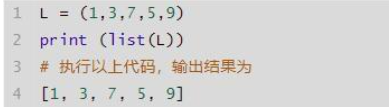 1 L = (1,3,7,5,9)
2 print (list(L))
3 # 执行以上代码，输出结果为
4 [1, 3, 7, 5, 9]